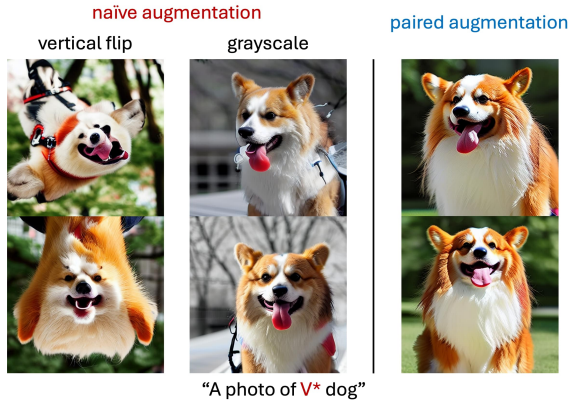 naïve augmentation
paired augmentation
vertical flip
grayscale
“A photo of V* dog”